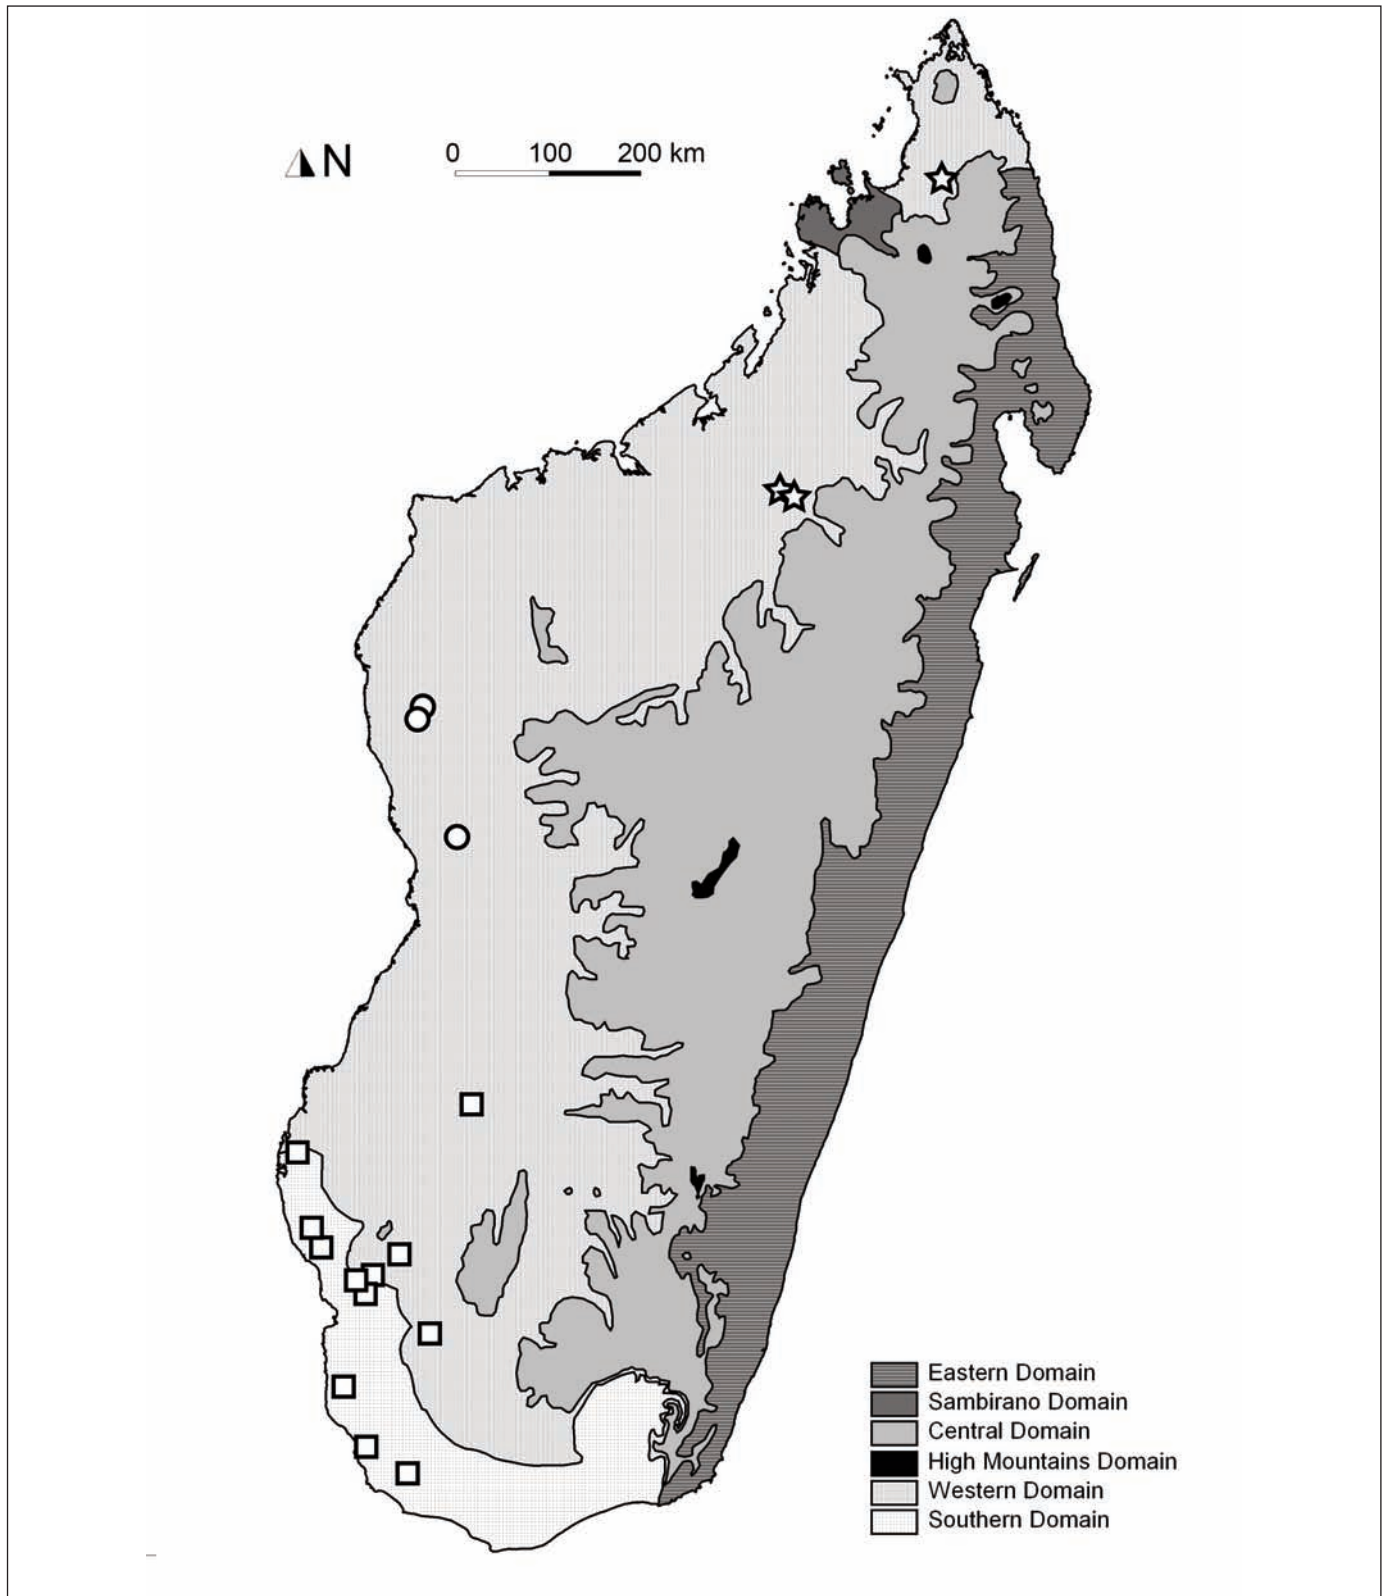 N
0 100 200 km
Eastern Domain
Sambirano Domain
Central Domain
High Mountains Domain
Western Domain
Southern Domain